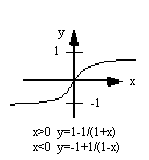 y
1
x
-1
x>0 y=1-1/(1+x)
x<0 y=-1+1/(1-x)